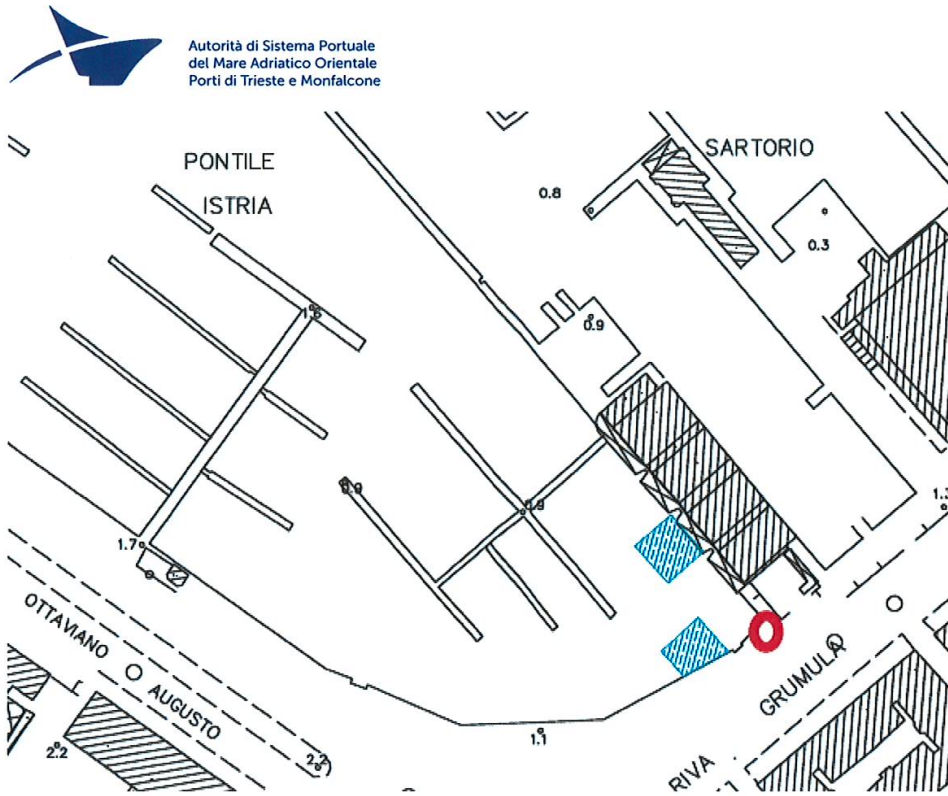 Autorità di Sistema Portuale
del Mare Adriatico Orientale
Porti di Trieste e Monfalcone
PONTILE
ISTRIA
SARTORIO
0.8
0.3
1.6
0.9
0.9
0.9
1.7
OTTAVIANO
AUGUSTO
GRUMULA
RIVA
1.1
2.2
2.2